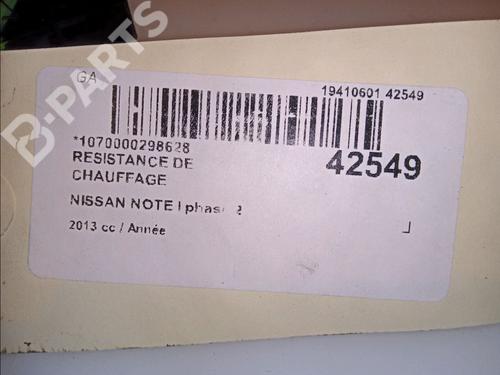 GA
19410601 42549
*1070000298628
42549
RESISTANCE DE
CHAUFFAGE
NISSAN NOTE I phase 2
2013 cc / Année
B-PARTS